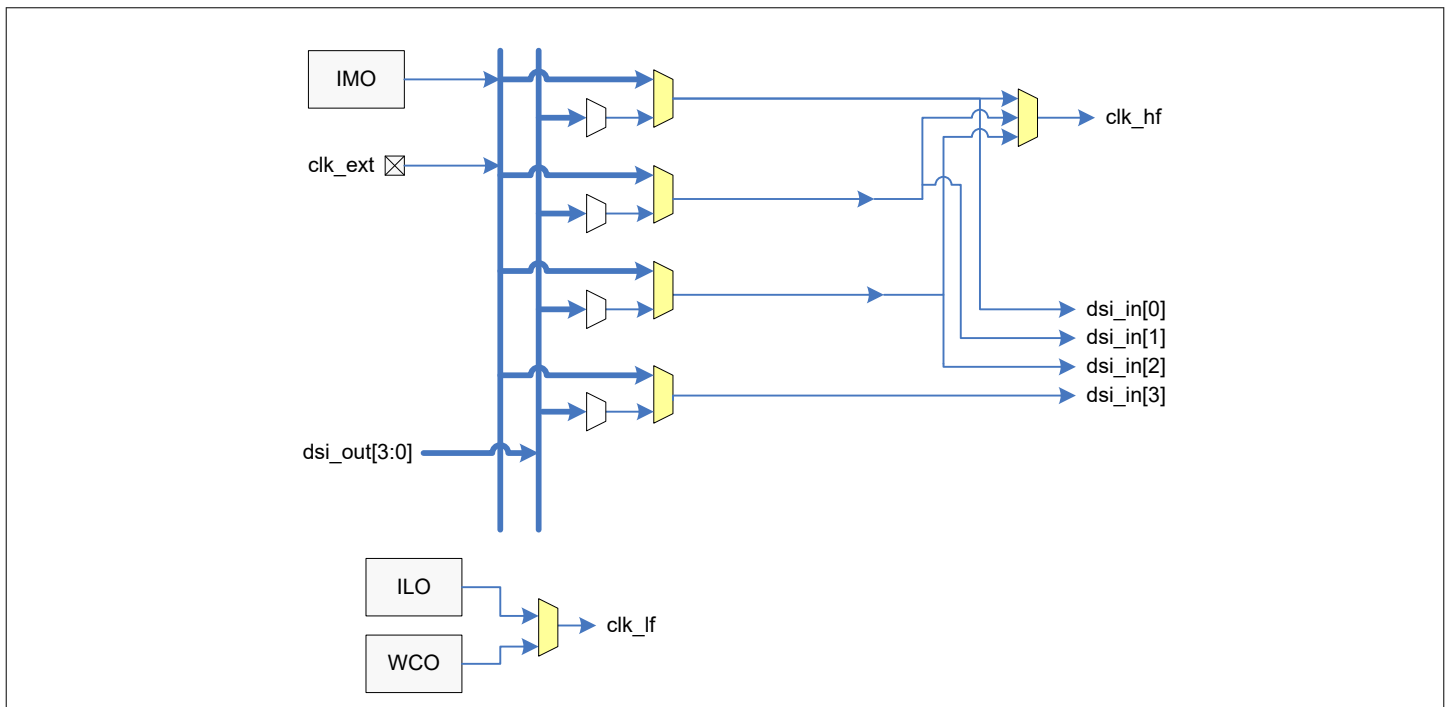 IMO
clk_hf
clk_ext
dsi_in[0]
dsi_in[1]
dsi_in[2]
dsi_in[3]
dsi_out[3:0]
ILO
clk_lf
WCO